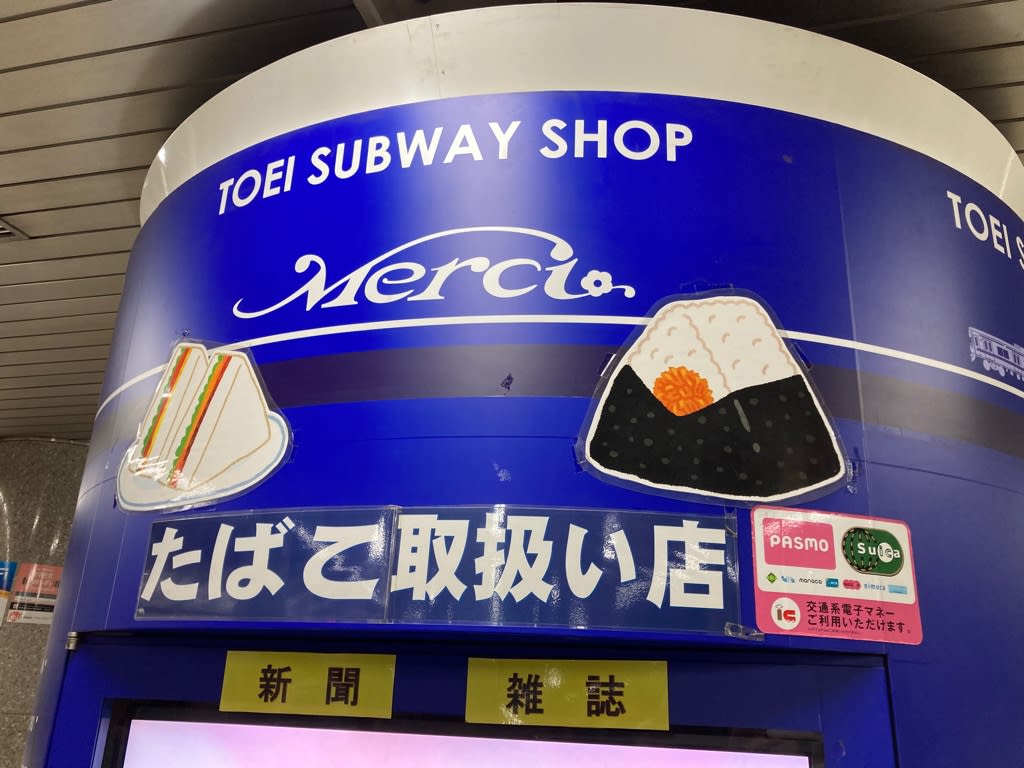 TOEI SUBWAY SHOP
TOEI S
Merci
たばこ取扱い店
PASMO
Suica
manaca
nimoca
交通系電子マネー
ご利用いただけます。
新聞
雑誌